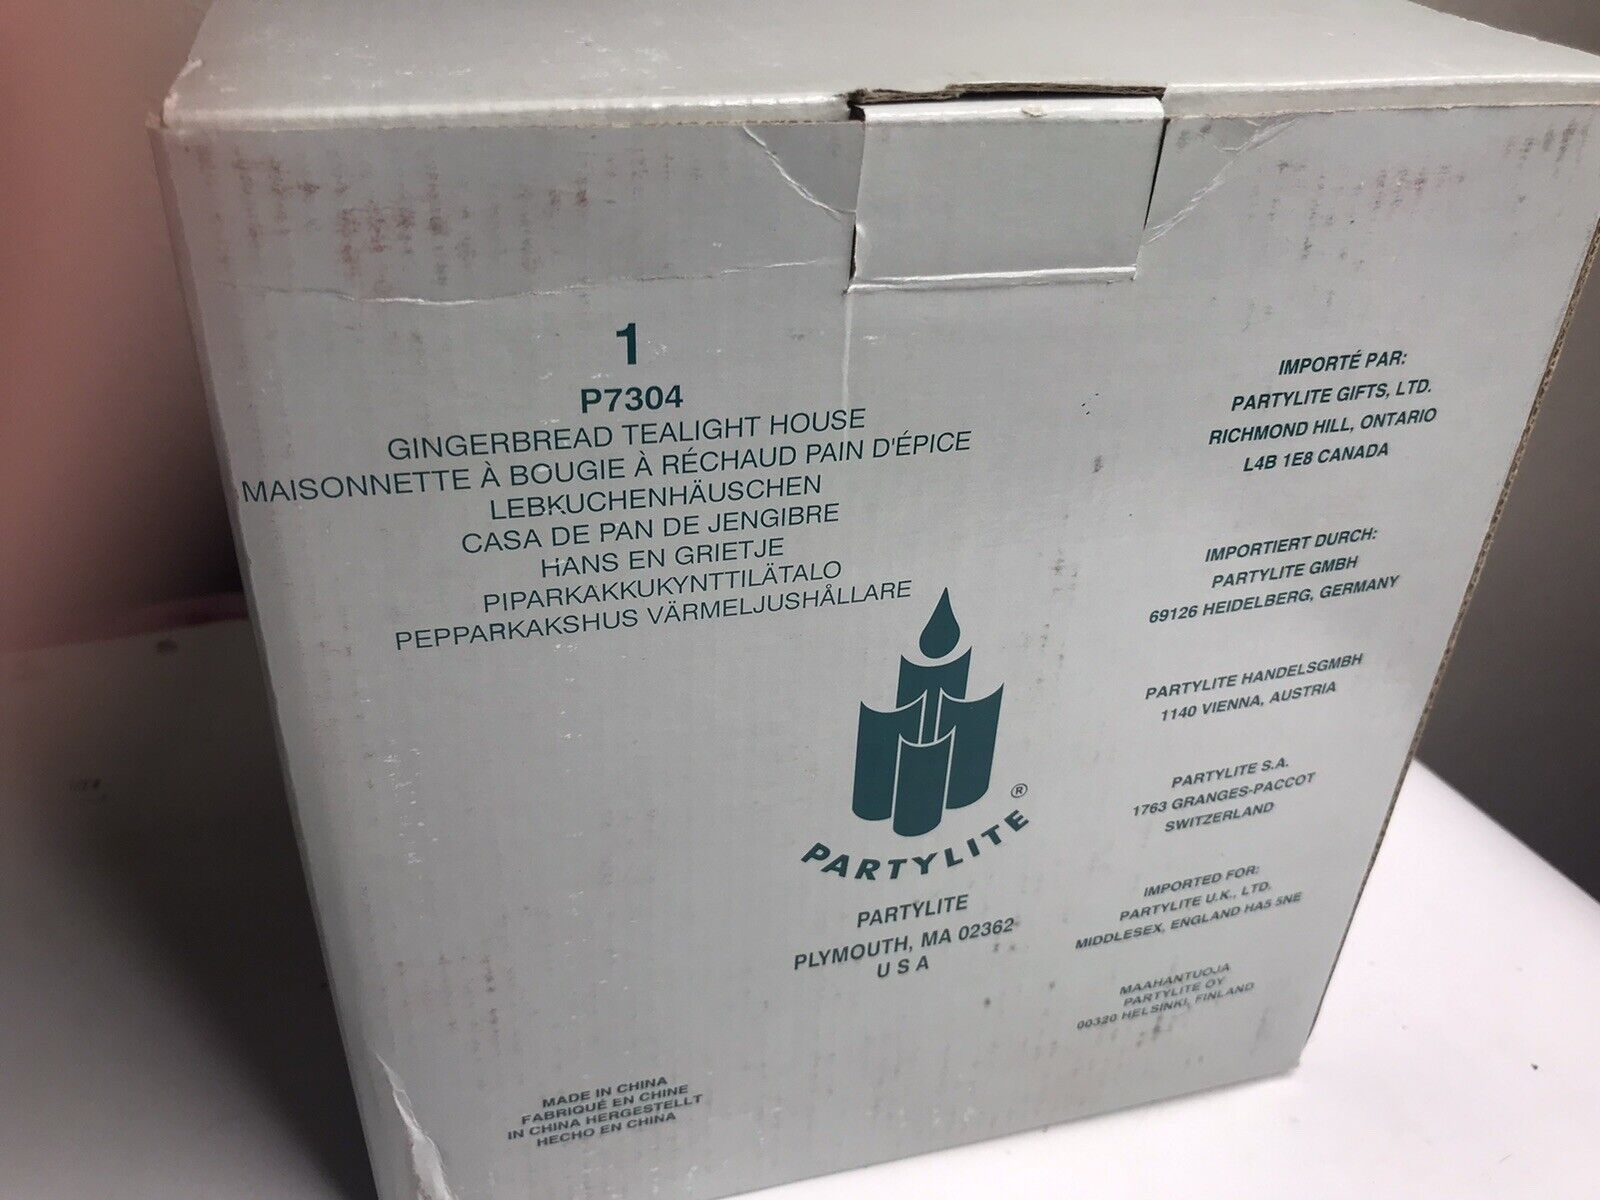 1
P7304
GINGERBREAD TEALIGHT HOUSE
MAISONNETTE À BOUGIE À RÉCHAUD PAIN D'ÉPICE
LEBKUCHENHÄUSCHEN
CASA DE PAN DE JENGIBRE
HANS EN GRIETJE
PIPARKAKKUKYNTTILÄTALO
PEPPARKAKSHUS VÄRMELJUSHÅLLARE
®
PARTYLITE
PARTYLITE
PLYMOUTH, MA 02362
U S A
MADE IN CHINA
FABRIQUÉ EN CHINE
IN CHINA HERGESTELLT
HECHO EN CHINA
IMPORTÉ PAR:
PARTYLITE GIFTS, LTD.
RICHMOND HILL, ONTARIO
L4B 1E8 CANADA
IMPORTIERT DURCH:
PARTYLITE GMBH
69126 HEIDELBERG, GERMANY
PARTYLITE HANDELSGMBH
1140 VIENNA, AUSTRIA
PARTYLITE S.A.
1763 GRANGES-PACCOT
SWITZERLAND
IMPORTED FOR:
PARTYLITE U.K., LTD.
MIDDLESEX, ENGLAND HA5 5NE
MAAHANTUOJA
PARTYLITE OY
00320 HELSINKI, FINLAND